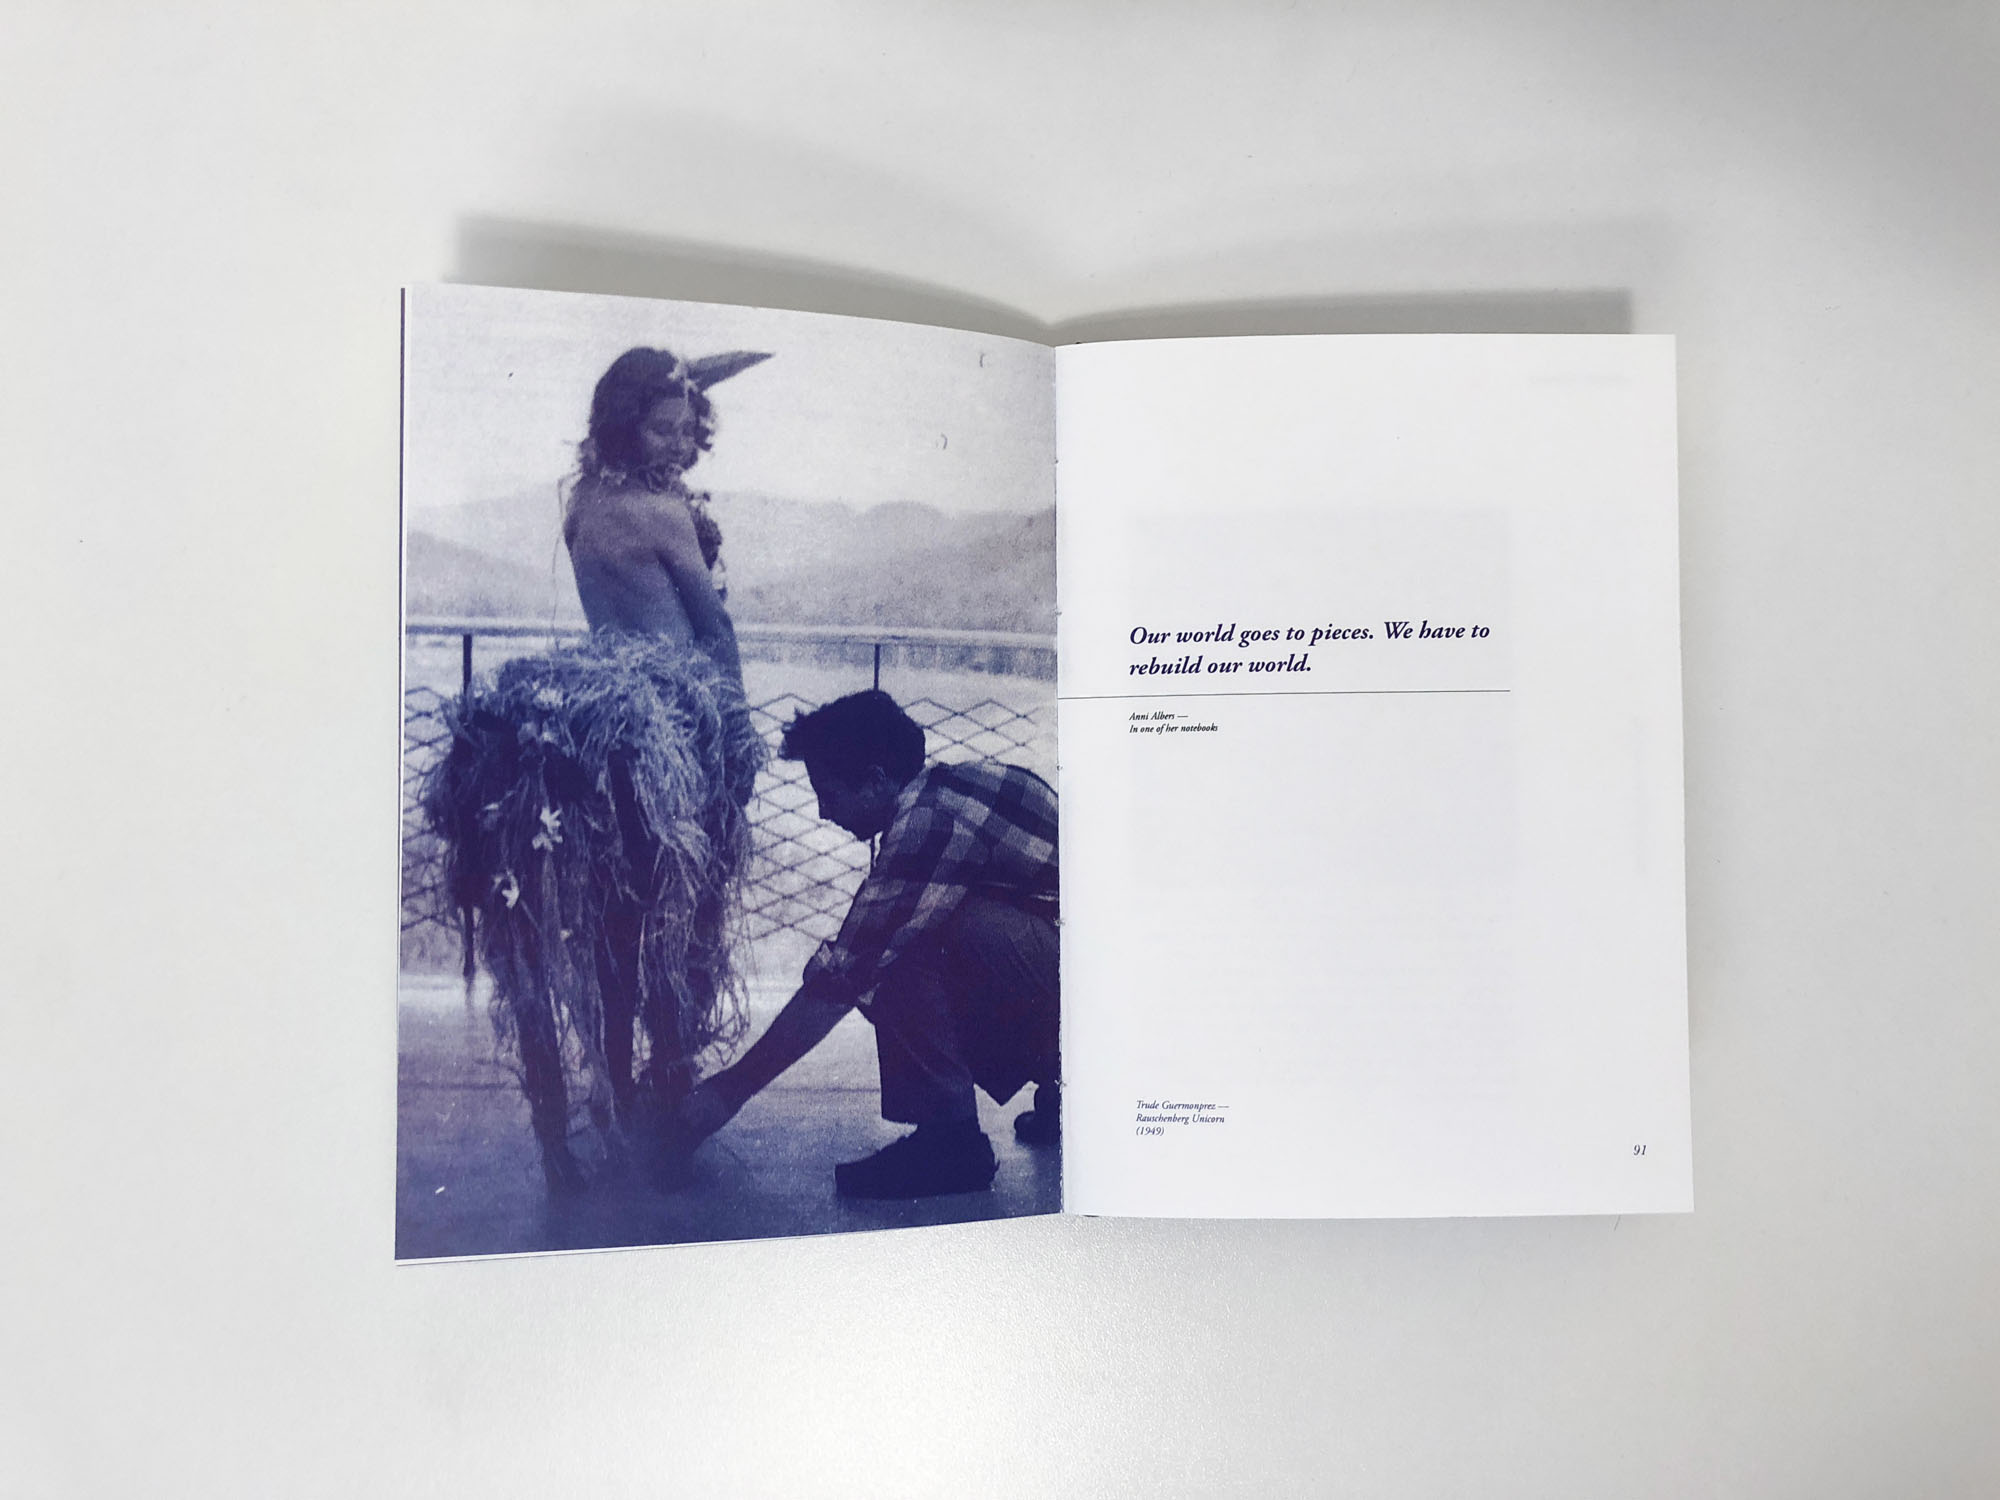 Our world goes to pieces. We have to
rebuild our world.
Anni Albers —
In one of her notebooks
Trude Guermonprez —
Rauschenberg Unicorn
(1949)
91